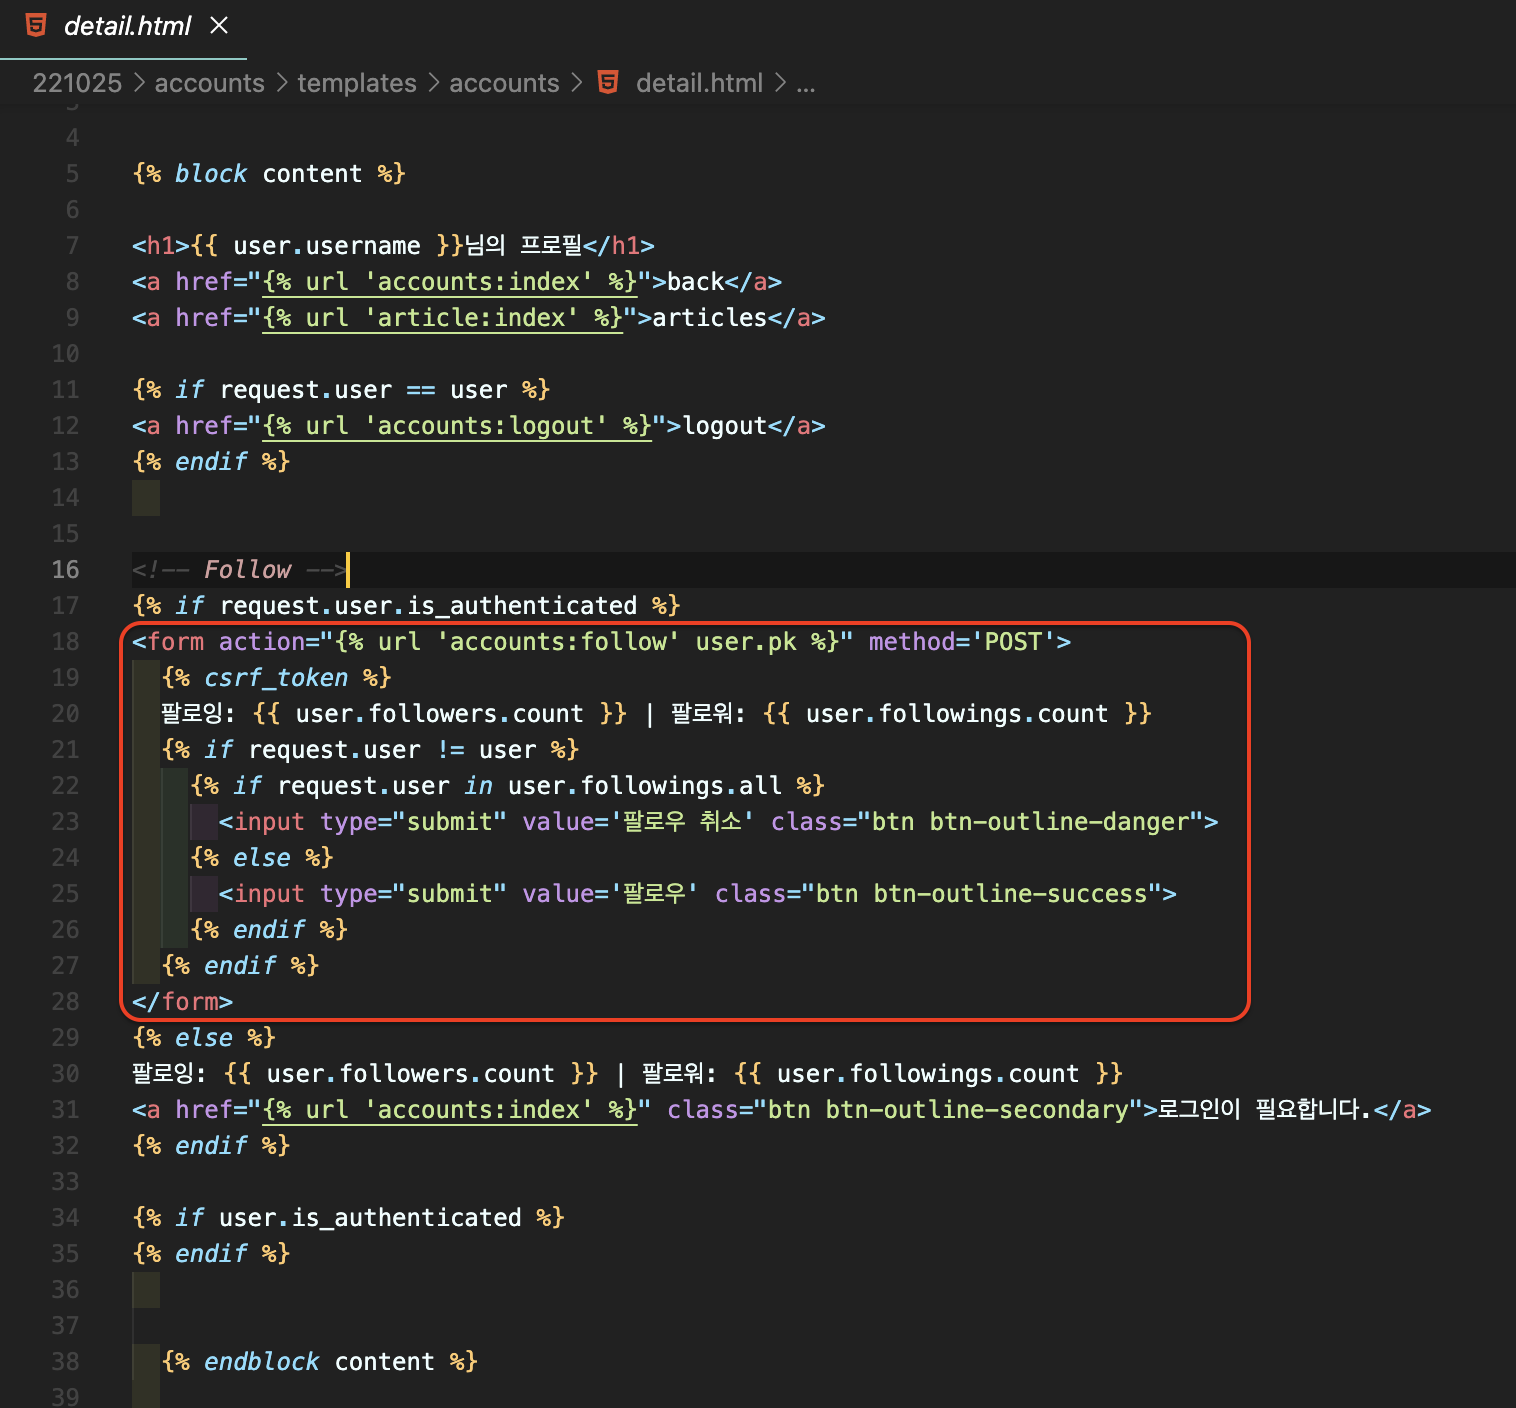 detail.html
221025 > accounts > templates > accounts > detail.html > ...
3
4
5 {% block content %}
6
7 <h1>{{ user.username }}님의 프로필</h1>
8 <a href="{% url 'accounts:index' %}">back</a>
9 <a href="{% url 'article:index' %}">articles</a>
10
11 {% if request.user == user %}
12 <a href="{% url 'accounts:logout' %}">logout</a>
13 {% endif %}
14
15
16 <!-- Follow -->
17 {% if request.user.is_authenticated %}
18 <form action="{% url 'accounts:follow' user.pk %}" method='POST'>
19   {% csrf_token %}
20   팔로잉: {{ user.followers.count }} | 팔로워: {{ user.followings.count }}
21   {% if request.user != user %}
22     {% if request.user in user.followings.all %}
23       <input type="submit" value='팔로우 취소' class="btn btn-outline-danger">
24     {% else %}
25       <input type="submit" value='팔로우' class="btn btn-outline-success">
26     {% endif %}
27   {% endif %}
28 </form>
29 {% else %}
30 팔로잉: {{ user.followers.count }} | 팔로워: {{ user.followings.count }}
31 <a href="{% url 'accounts:index' %}" class="btn btn-outline-secondary">로그인이 필요합니다.</a>
32 {% endif %}
33
34 {% if user.is_authenticated %}
35 {% endif %}
36
37
38   {% endblock content %}
39